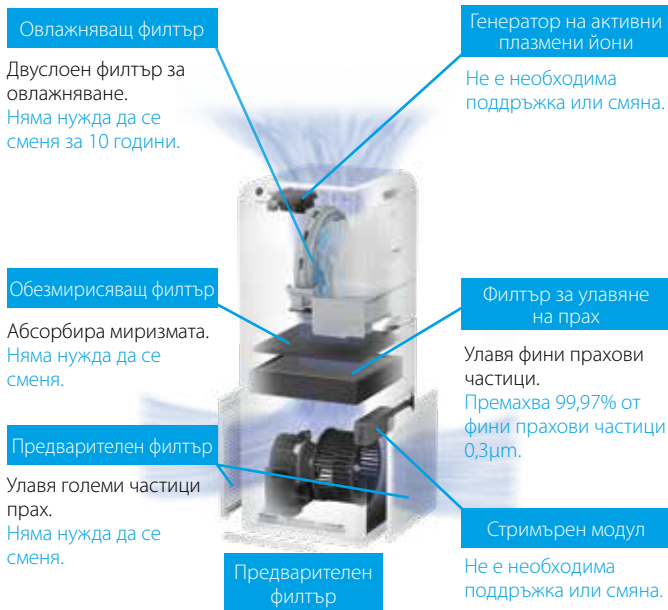 Овлажняващ филтър
Двуслоен филтър за
овлажняване.
Няма нужда да се
сменя за 10 години.
Генератор на активни
плазмени йони
Не е необходима
поддръжка или смяна.
Обезмирисяващ филтър
Абсорбира миризмата.
Няма нужда да се
сменя.
Филтър за улавяне
на прах
Улавя фини прахови
частици.
Премахва 99,97% от
фини прахови частици
0,3µm.
Предварителен филтър
Улавя големи частици
прах.
Няма нужда да се
сменя.
Предварителен
филтър
Стримърен модул
Не е необходима
поддръжка или смяна.